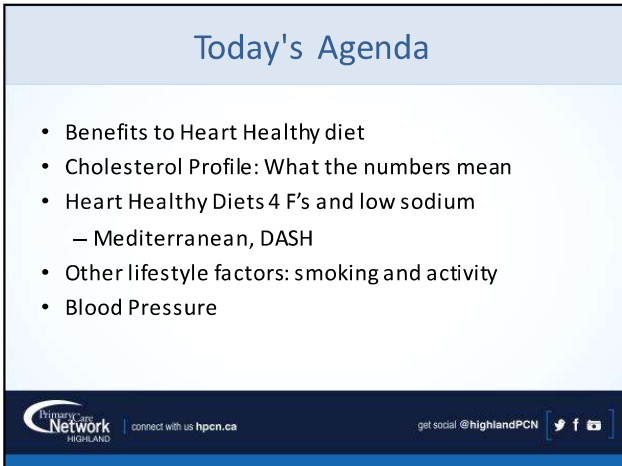 Today's Agenda
• Benefits to Heart Healthy diet
• Cholesterol Profile: What the numbers mean
• Heart Healthy Diets 4 F's and low sodium
– Mediterranean, DASH
• Other lifestyle factors: smoking and activity
• Blood Pressure
PrimaryCare
Network
HIGHLAND
connect with us hpcn.ca
get social @highlandPCN